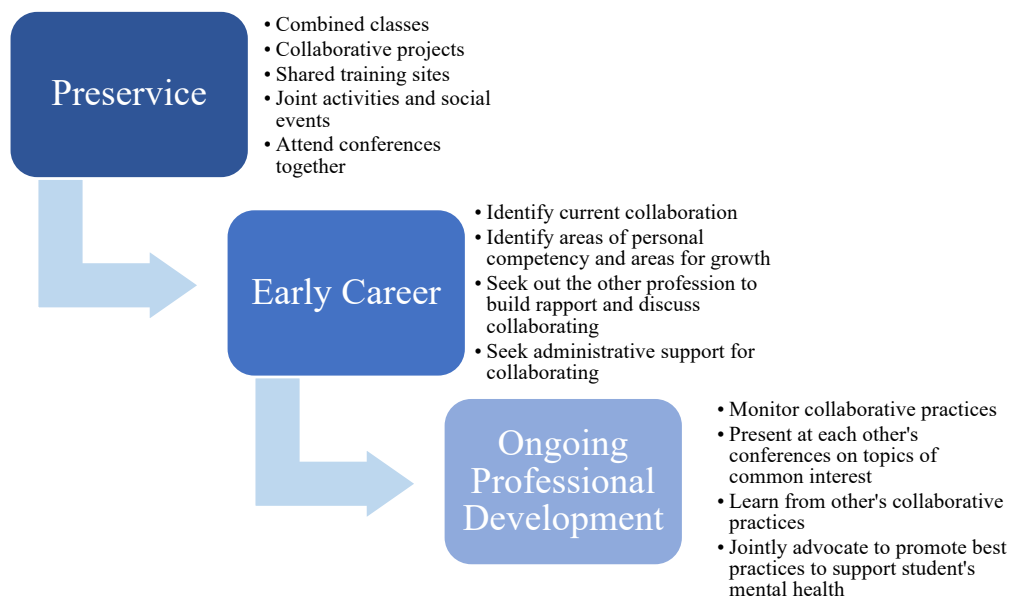 Preservice
• Combined classes
• Collaborative projects
• Shared training sites
• Joint activities and social
events
• Attend conferences
together
Early Career
• Identify current collaboration
• Identify areas of personal
competency and areas for growth
• Seek out the other profession to
build rapport and discuss
collaborating
• Seek administrative support for
collaborating
Ongoing
Professional
Development
• Monitor collaborative practices
• Present at each other's
conferences on topics of
common interest
• Learn from other's collaborative
practices
• Jointly advocate to promote best
practices to support student's
mental health